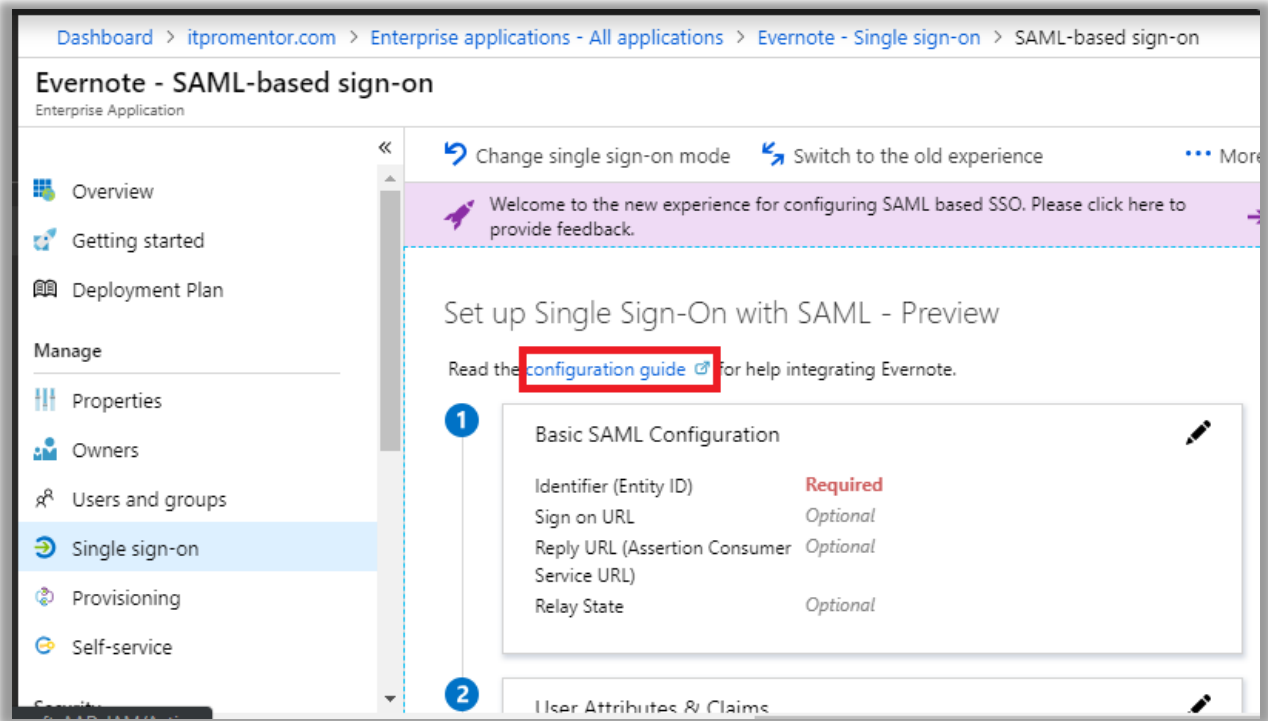 Dashboard > itpromentor.com > Enterprise applications - All applications > Evernote - Single sign-on > SAML-based sign-on
Evernote - SAML-based sign-on
Enterprise Application
«
Overview
Getting started
Deployment Plan
Manage
Properties
Owners
Users and groups
Single sign-on
Provisioning
Self-service
Security
Change single sign-on mode Switch to the old experience ••• More
Welcome to the new experience for configuring SAML based SSO. Please click here to
provide feedback.
Set up Single Sign-On with SAML - Preview
Read the configuration guide for help integrating Evernote.
1
Basic SAML Configuration
Identifier (Entity ID) Required
Sign on URL Optional
Reply URL (Assertion Consumer Optional
Service URL)
Relay State Optional
2
User Attributes & Claims